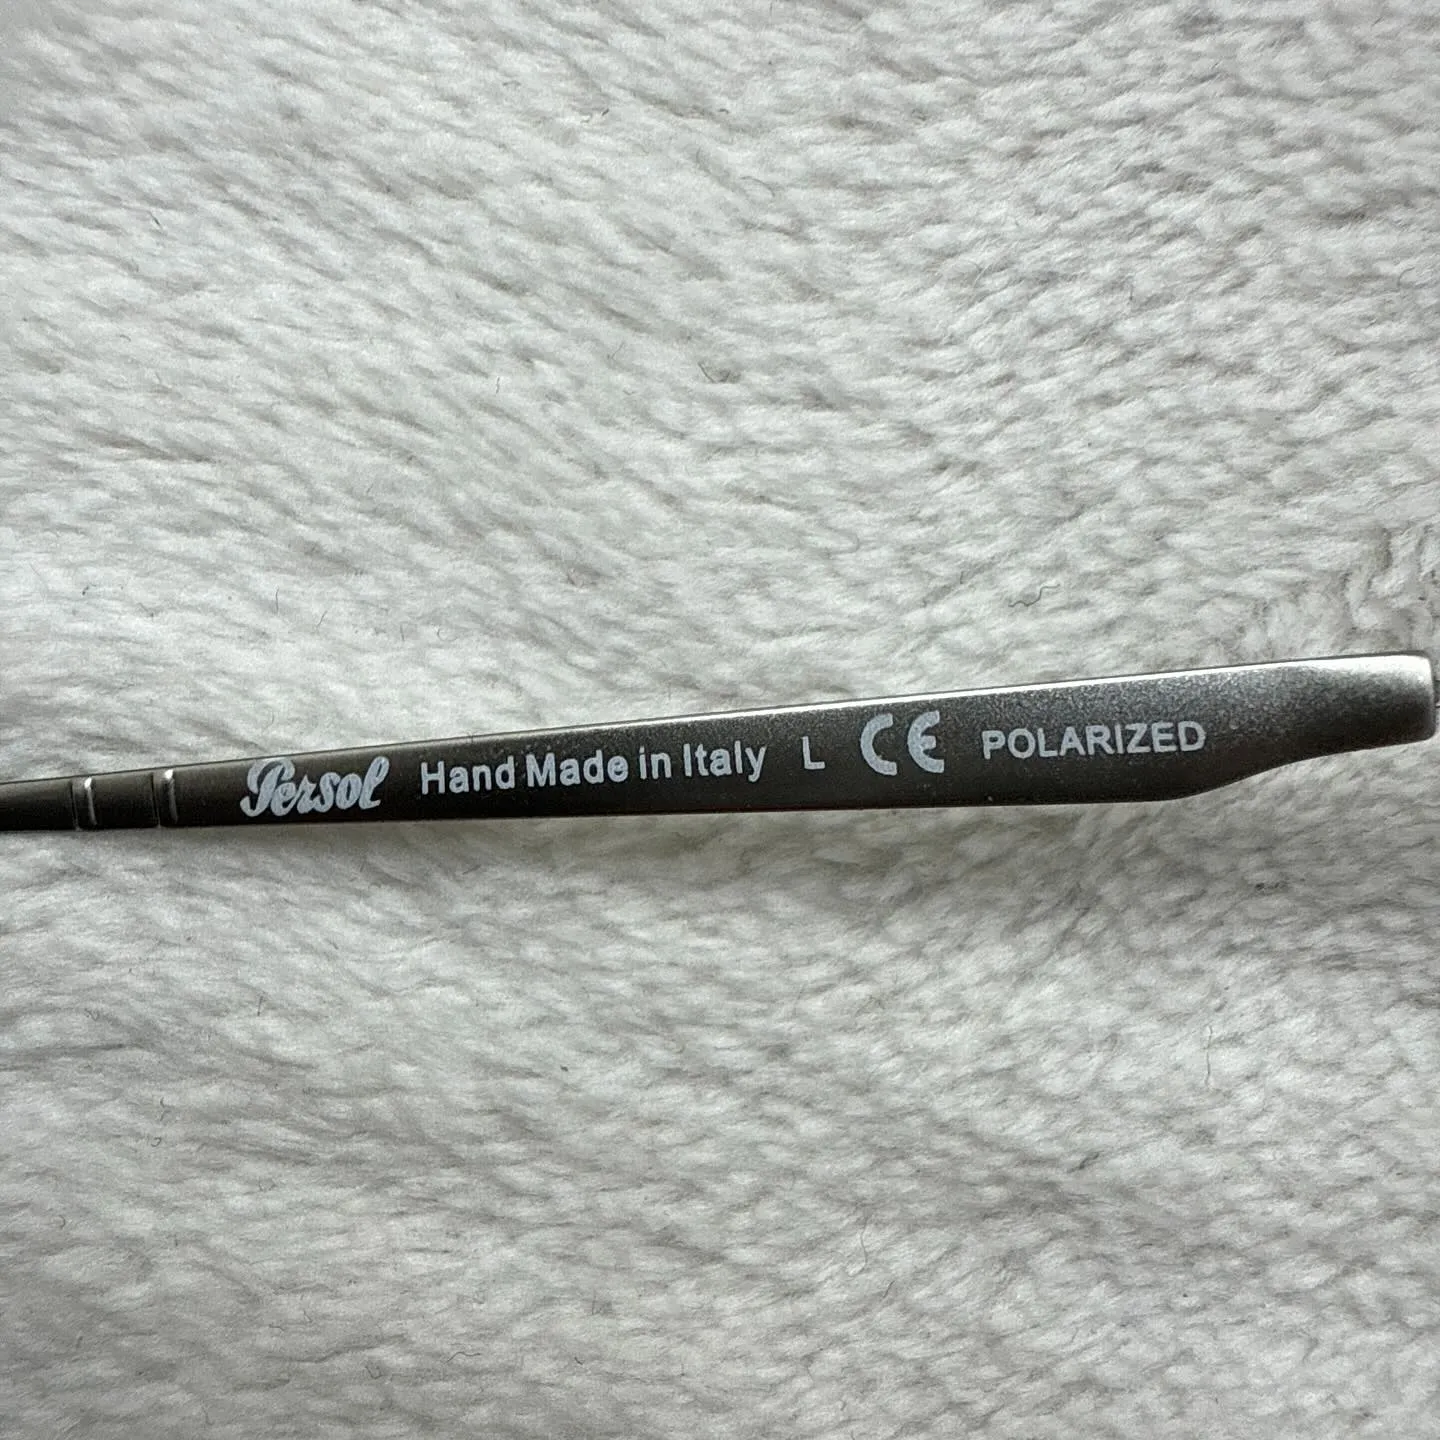 Persol Hand Made in Italy L CE POLARIZED